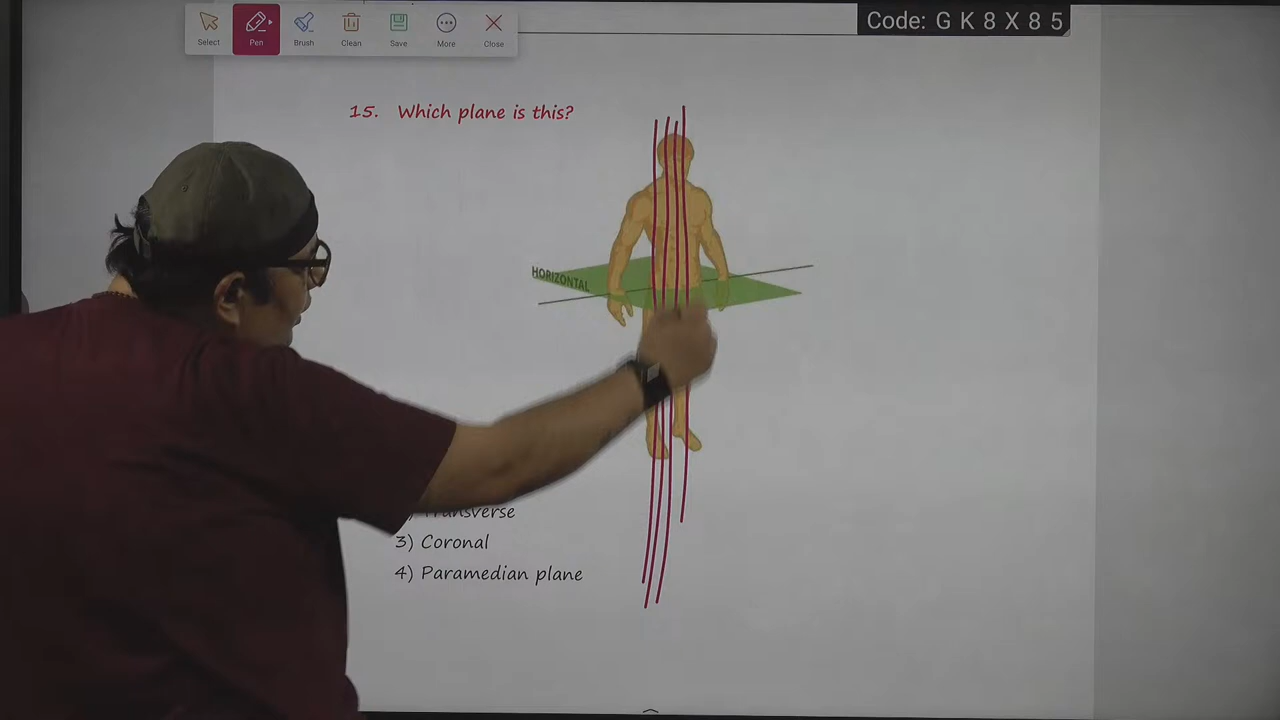 Code: G K 8 X 8 5
Select Pen Brush Clean Save More Close
15. Which plane is this?
HORIZONTAL
Transverse
3) Coronal
4) Paramedian plane